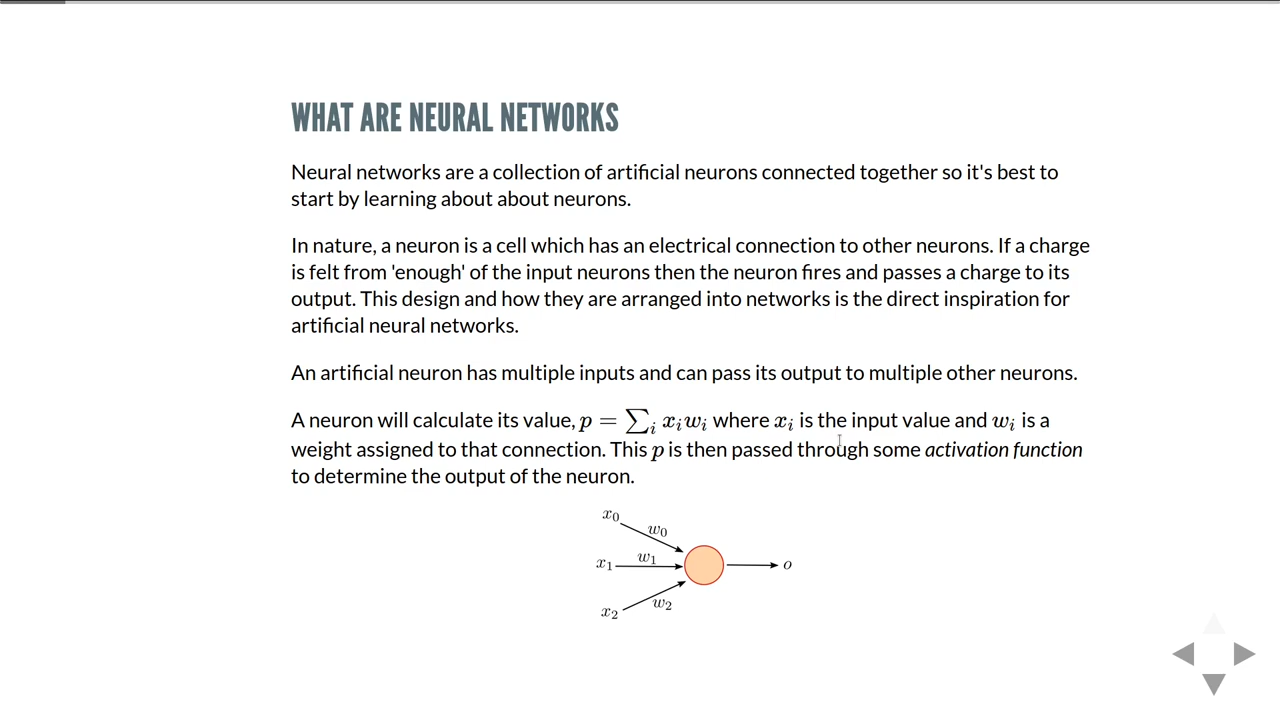 WHAT ARE NEURAL NETWORKS
Neural networks are a collection of artificial neurons connected together so it's best to
start by learning about about neurons.
In nature, a neuron is a cell which has an electrical connection to other neurons. If a charge
is felt from 'enough' of the input neurons then the neuron fires and passes a charge to its
output. This design and how they are arranged into networks is the direct inspiration for
artificial neural networks.
An artificial neuron has multiple inputs and can pass its output to multiple other neurons.
A neuron will calculate its value, p = ∑ᵢ xᵢwᵢ where xᵢ is the input value and wᵢ is a
weight assigned to that connection. This p is then passed through some activation function
to determine the output of the neuron.
x₀
w₀
x₁
w₁
o
x₂
w₂